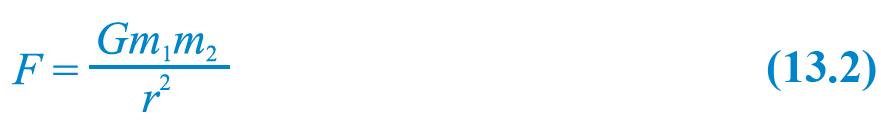 F = Gm₁m₂ / r² (13.2)